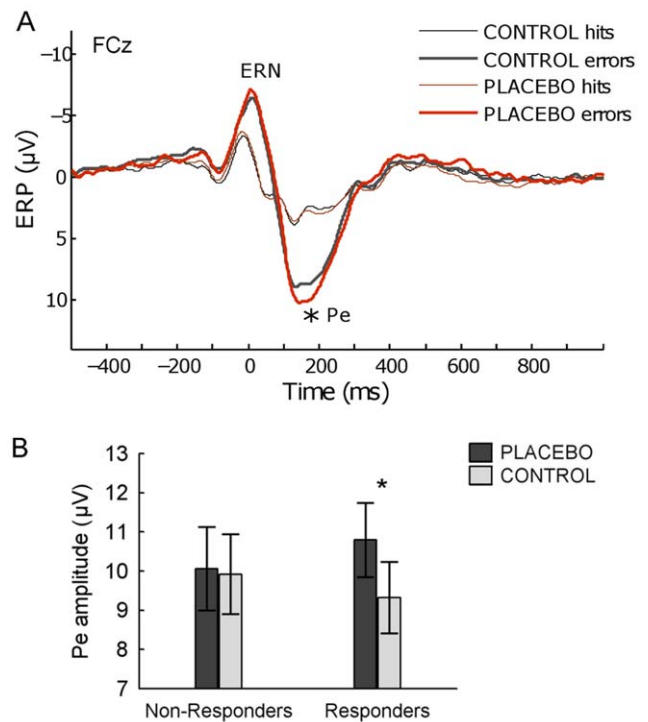 A
FCz
ERN
CONTROL hits
CONTROL errors
PLACEBO hits
PLACEBO errors
ERP (µV)
−10
−5
0
5
10
* Pe
−400 −200 0 200 400 600 800
Time (ms)
B
PLACEBO
CONTROL
Pe amplitude (µV)
13
12
11
10
9
8
7
*
Non-Responders Responders